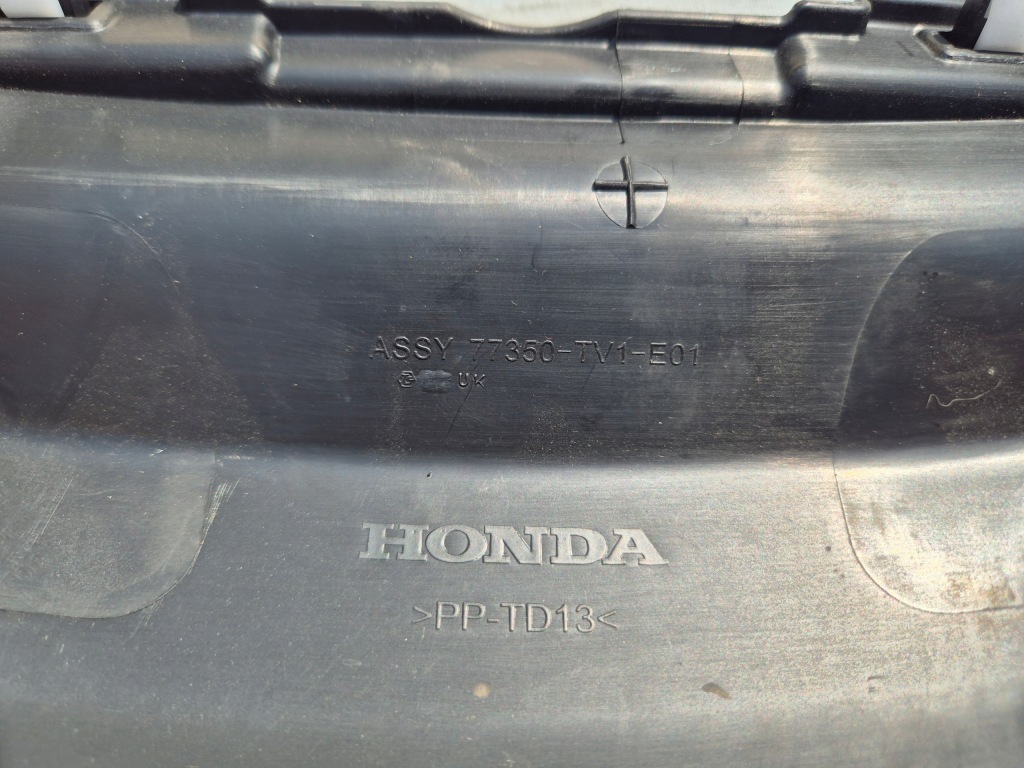 ASSY 77350-TV1-E01
UK
HONDA
>PP-TD13<